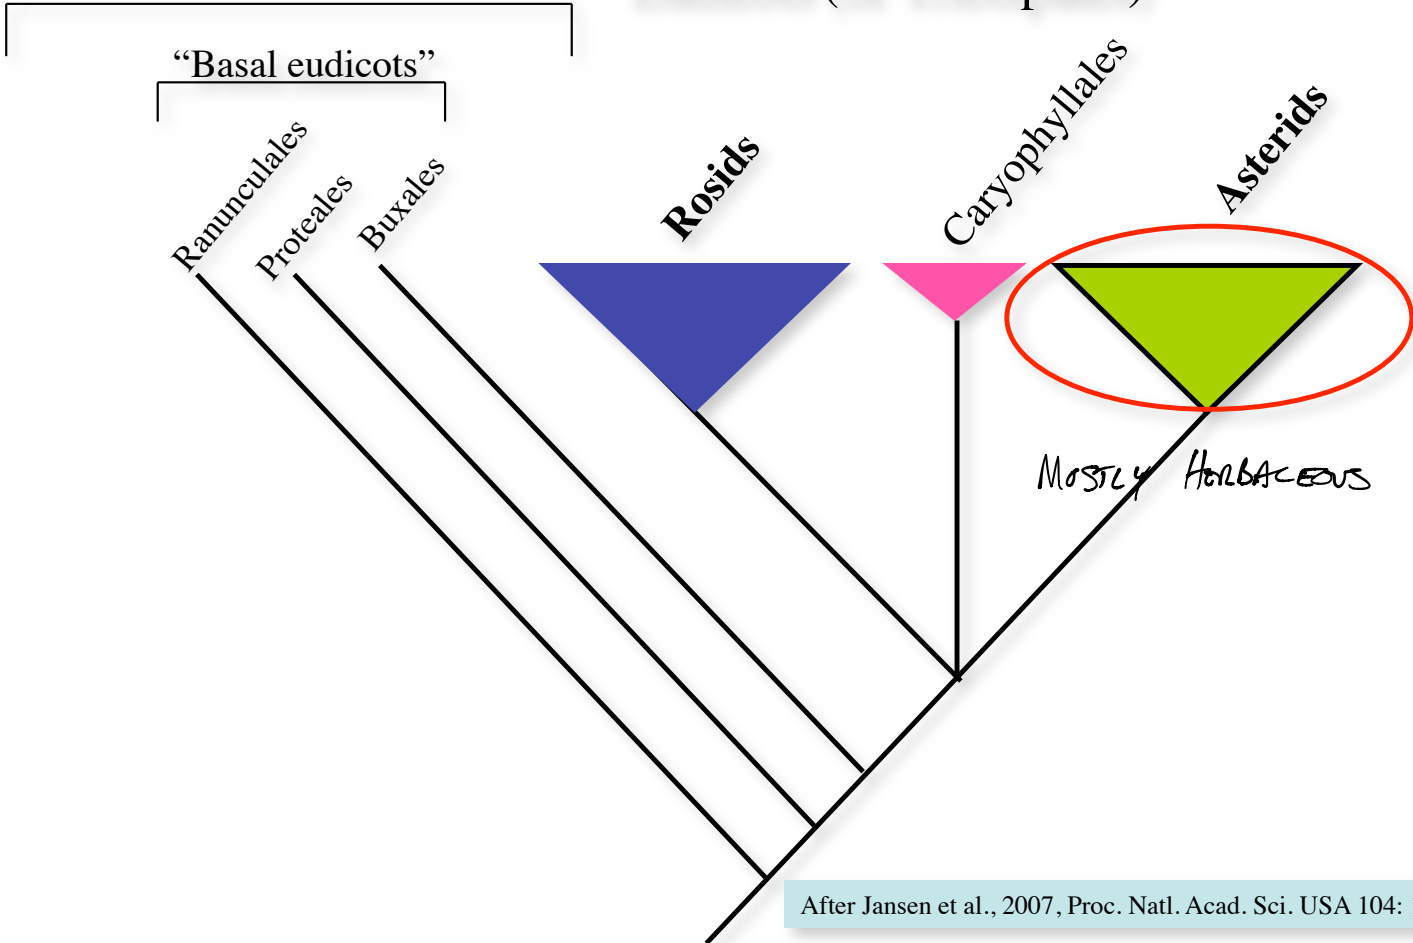 “Basal eudicots”
Ranunculales
Proteales
Buxales
Rosids
Caryophyllales
Asterids
MOSTLY HERBACEOUS
After Jansen et al., 2007, Proc. Natl. Acad. Sci. USA 104: